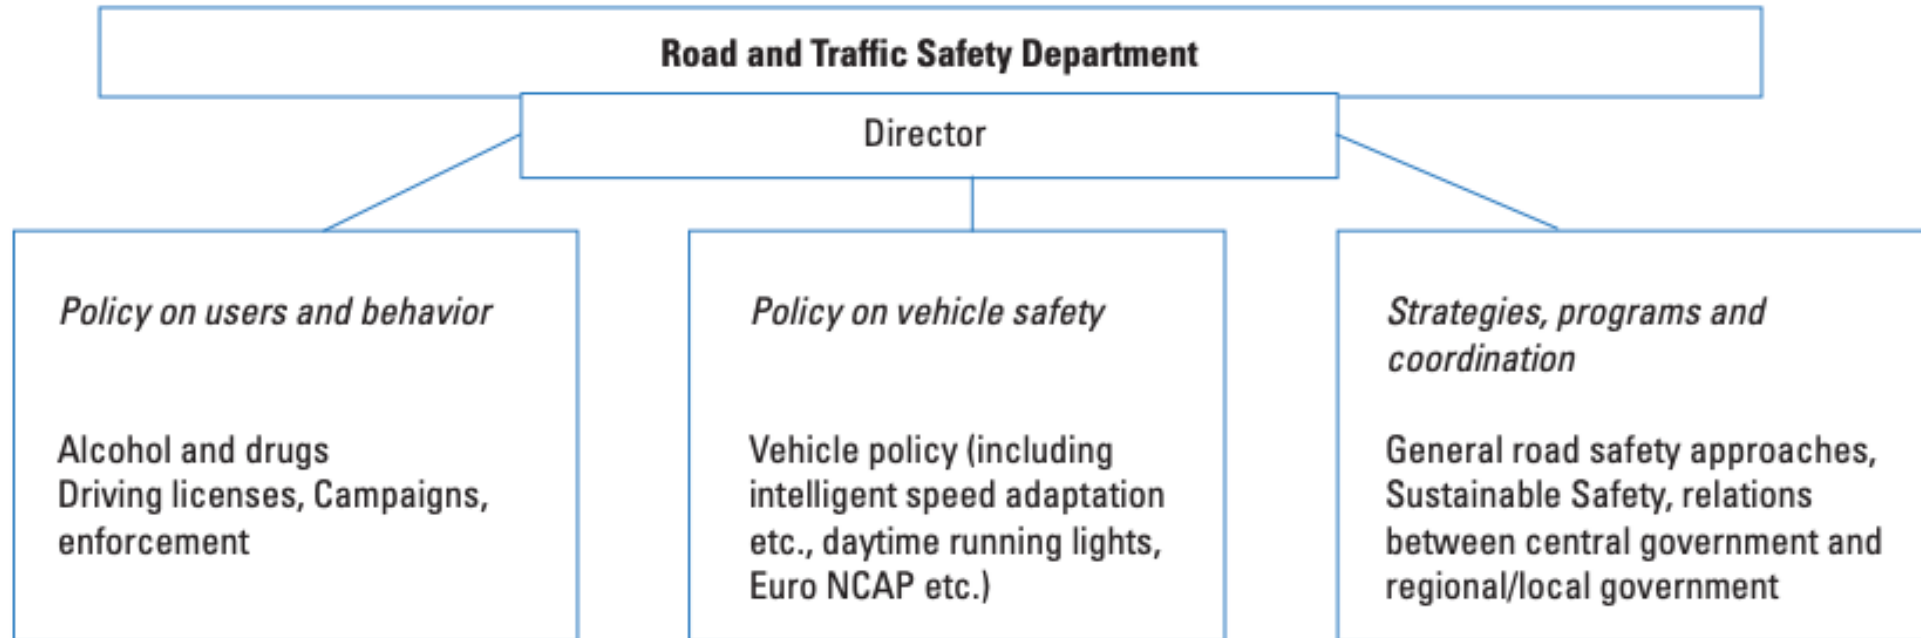 Road and Traffic Safety Department
Director
Policy on users and behavior
Alcohol and drugs
Driving licenses, Campaigns,
enforcement
Policy on vehicle safety
Vehicle policy (including
intelligent speed adaptation
etc., daytime running lights,
Euro NCAP etc.)
Strategies, programs and
coordination
General road safety approaches,
Sustainable Safety, relations
between central government and
regional/local government